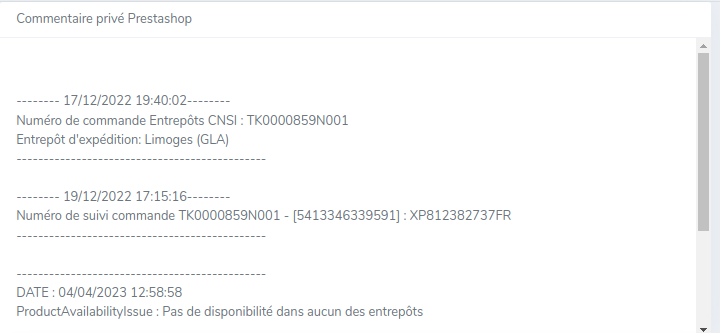 Commentaire privé Prestashop
-------- 17/12/2022 19:40:02--------
Numéro de commande Entrepôts CNSI : TK0000859N001
Entrepôt d'expédition: Limoges (GLA)
-----------------------------------------------
-------- 19/12/2022 17:15:16--------
Numéro de suivi commande TK0000859N001 - [5413346339591] : XP812382737FR
-----------------------------------------------
-----------------------------------------------
DATE : 04/04/2023 12:58:58
ProductAvailabilityIssue : Pas de disponibilité dans aucun des entrepôts